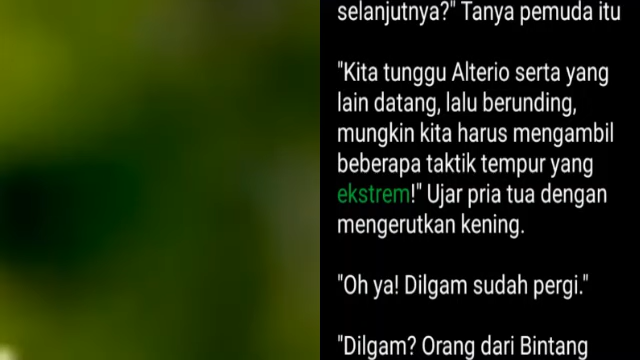 selanjutnya?" Tanya pemuda itu
"Kita tunggu Alterio serta yang
lain datang, lalu berunding,
mungkin kita harus mengambil
beberapa taktik tempur yang
ekstrem!" Ujar pria tua dengan
mengerutkan kening.
"Oh ya! Dilgam sudah pergi."
"Dilgam? Orang dari Bintang